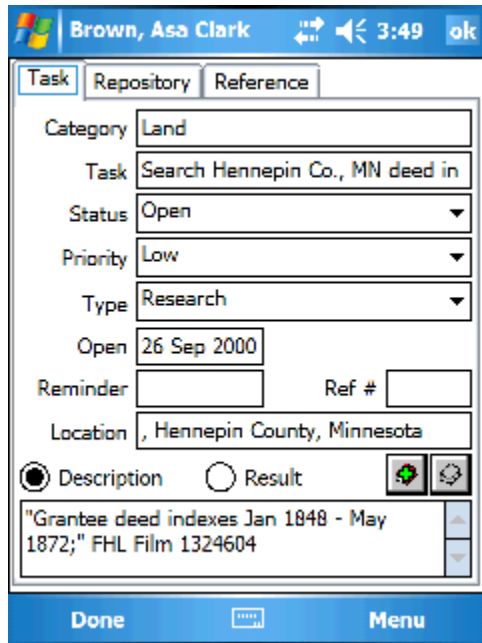 Brown, Asa Clark 3:49 ok
Task Repository Reference
Category Land
Task Search Hennepin Co., MN deed in
Status Open
Priority Low
Type Research
Open 26 Sep 2000
Reminder Ref #
Location , Hennepin County, Minnesota
Description Result
"Grantee deed indexes Jan 1848 - May
1872;" FHL Film 1324604
Done Menu